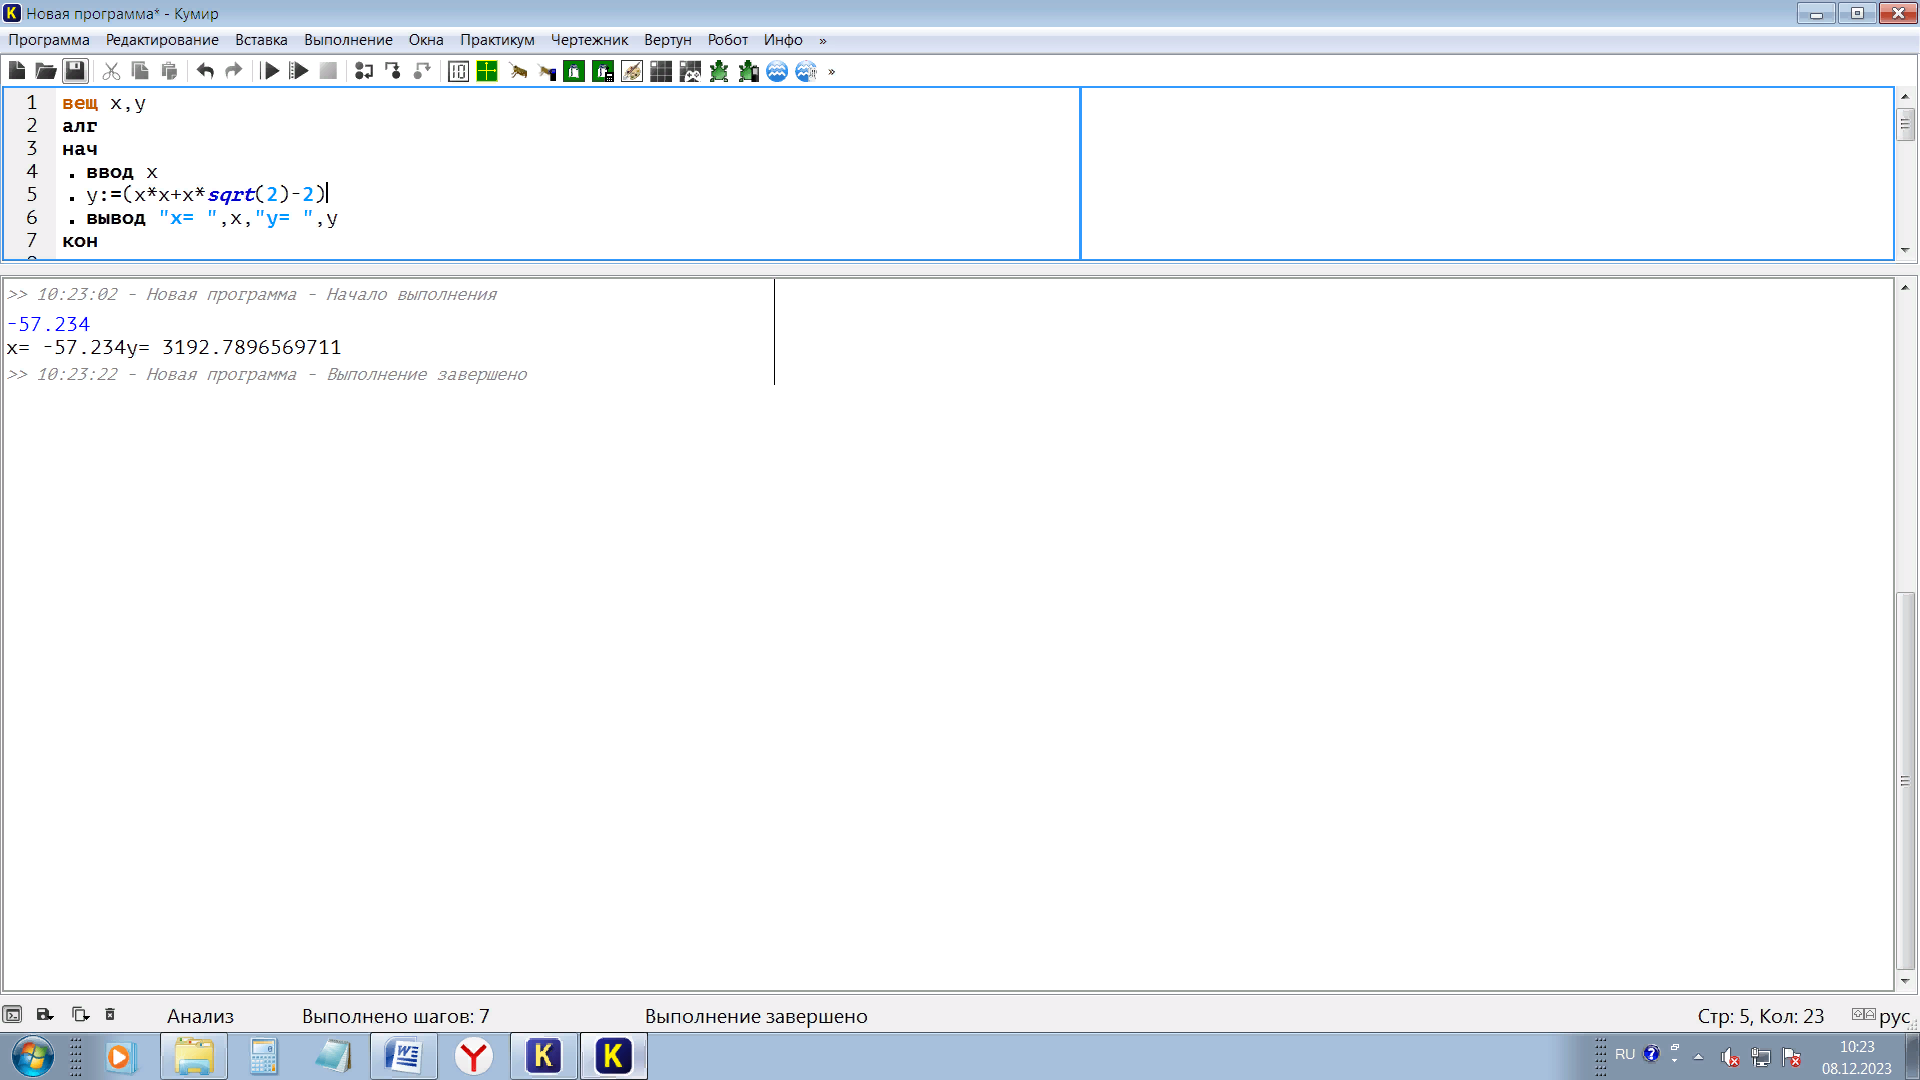 Новая программа* - Кумир
Программа Редактирование Вставка Выполнение Окна Практикум Чертежник Вертун Робот Инфо »
»
1 вещ x,y
2 алг
3 нач
4 . ввод x
5 . y:=(x*x+x*sqrt(2)-2)
6 . вывод "x= ",x,"y= ",y
7 кон
>> 10:23:02 - Новая программа - Начало выполнения
-57.234
x= -57.234y= 3192.7896569711
>> 10:23:22 - Новая программа - Выполнение завершено
Анализ Выполнено шагов: 7 Выполнение завершено Стр: 5, Кол: 23 рус
RU 10:23
08.12.2023